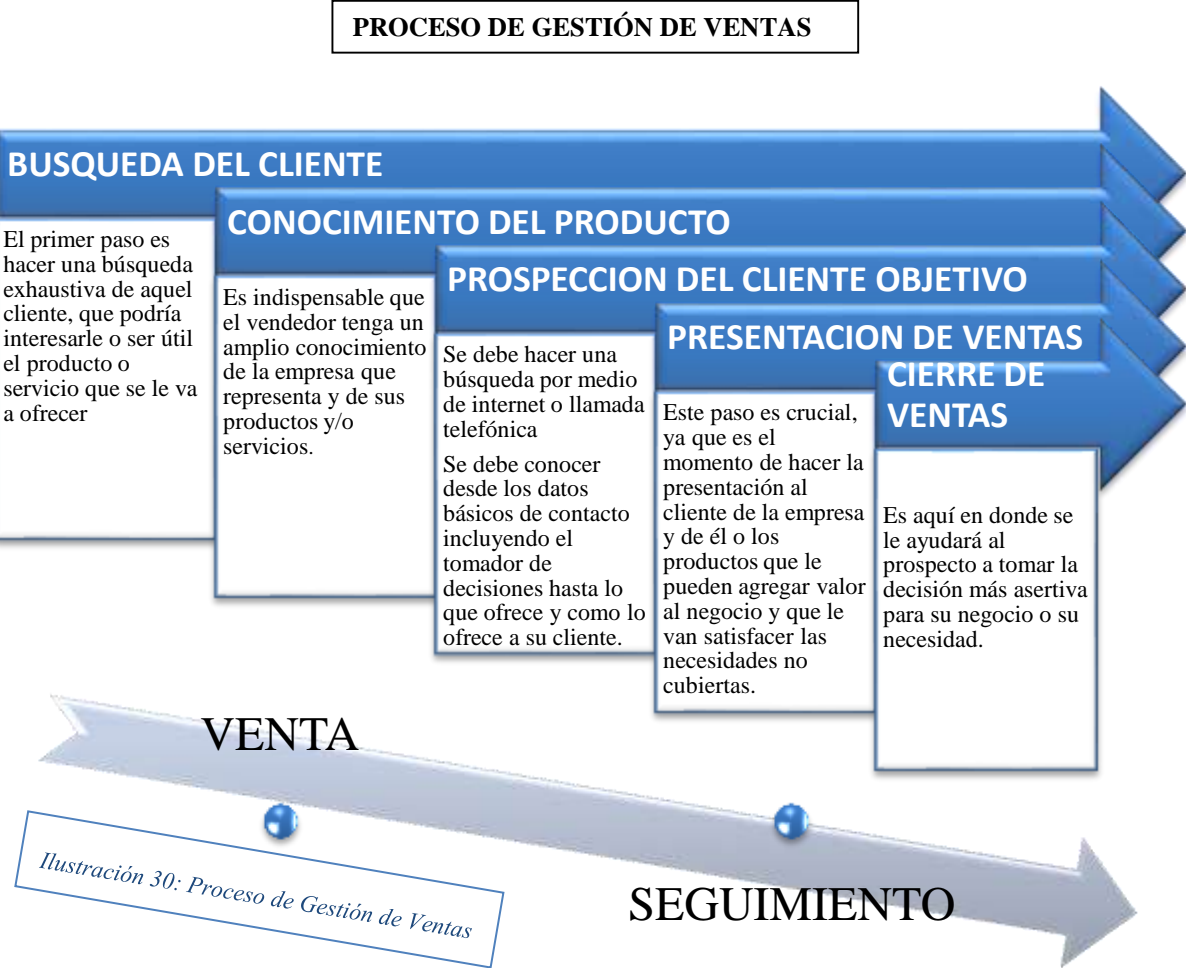 PROCESO DE GESTIÓN DE VENTAS
BUSQUEDA DEL CLIENTE
El primer paso es
hacer una búsqueda
exhaustiva de aquel
cliente, que podría
interesarle o ser útil
el producto o
servicio que se le va
a ofrecer
CONOCIMIENTO DEL PRODUCTO
Es indispensable que
el vendedor tenga un
amplio conocimiento
de la empresa que
representa y de sus
productos y/o
servicios.
PROSPECCION DEL CLIENTE OBJETIVO
Se debe hacer una
búsqueda por medio
de internet o llamada
telefónica
Se debe conocer
desde los datos
básicos de contacto
incluyendo el
tomador de
decisiones hasta lo
que ofrece y como lo
ofrece a su cliente.
PRESENTACION DE VENTAS
Este paso es crucial,
ya que es el
momento de hacer la
presentación al
cliente de la empresa
y de él o los
productos que le
pueden agregar valor
al negocio y que le
van satisfacer las
necesidades no
cubiertas.
CIERRE DE
VENTAS
Es aquí en donde se
le ayudará al
prospecto a tomar la
decisión más asertiva
para su negocio o su
necesidad.
VENTA
SEGUIMIENTO
Ilustración 30: Proceso de Gestión de Ventas